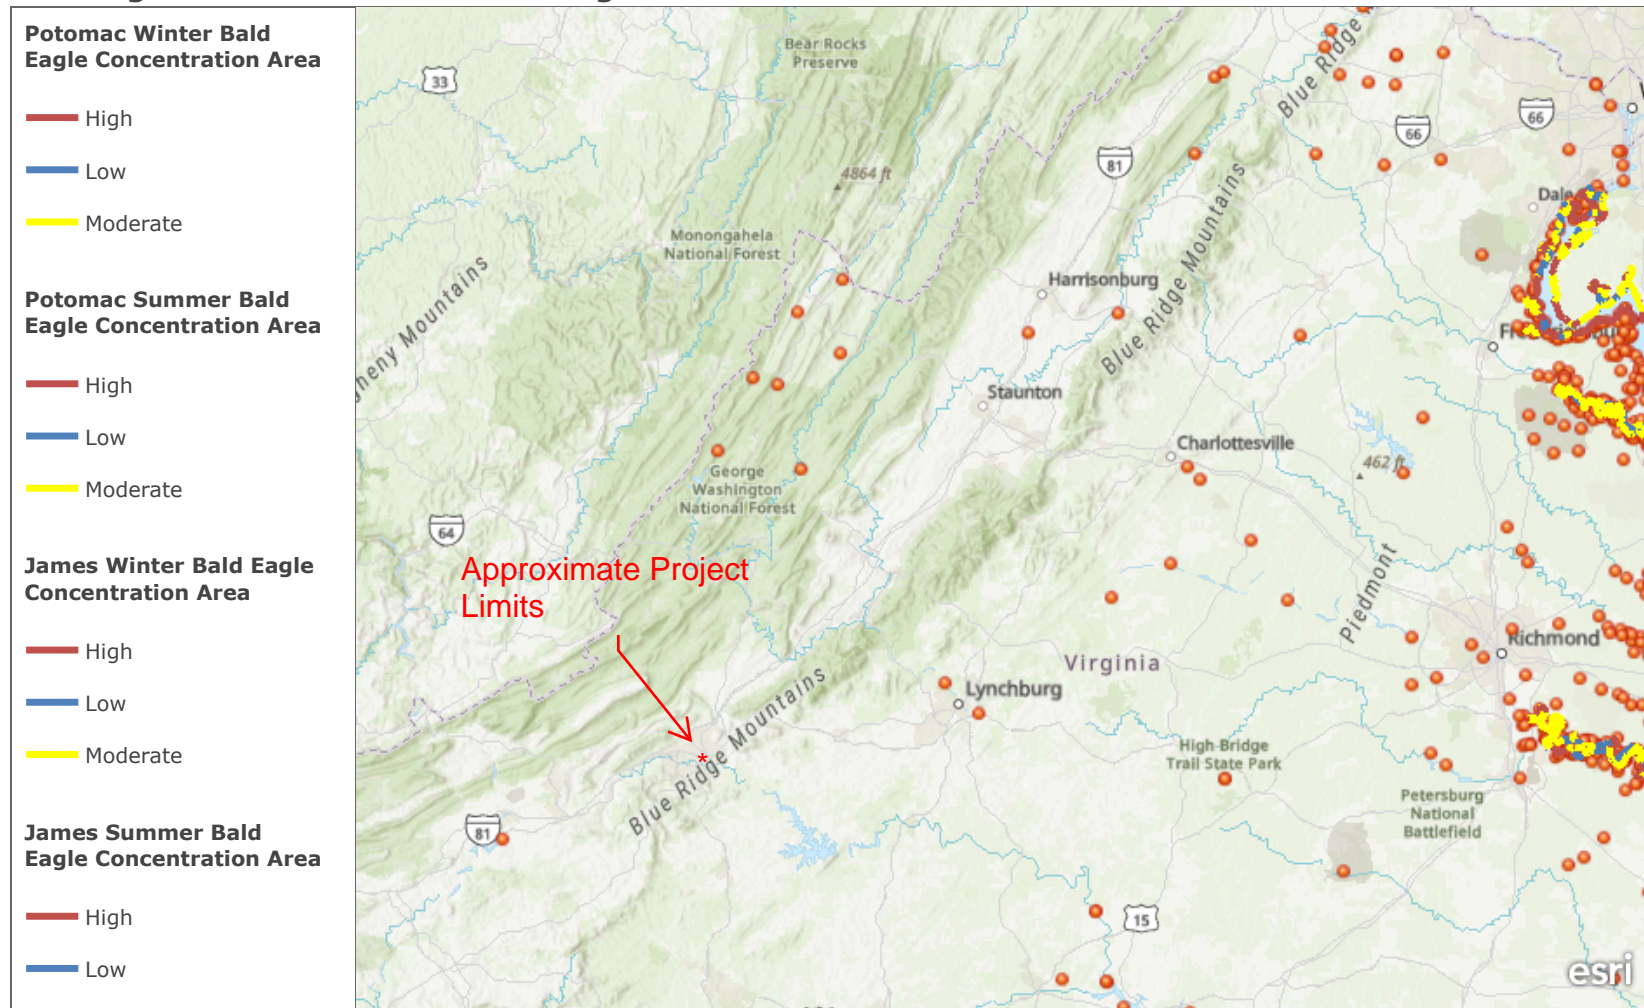 Potomac Winter Bald
Eagle Concentration Area
High
Low
Moderate
Potomac Summer Bald
Eagle Concentration Area
High
Low
Moderate
James Winter Bald Eagle
Concentration Area
High
Low
Moderate
James Summer Bald
Eagle Concentration Area
High
Low
Bear Rocks
Preserve
33
Blue Ridge
66
66
81
4864 ft
Dale
Monongahela
National Forest
Harrisonburg
Blue Ridge Mountains
gheny Mountains
Staunton
Charlottesville
462 ft
George
Washington
National Forest
64
Approximate Project
Limits
*
Piedmont
Richmond
Virginia
Lynchburg
Blue Ridge Mountains
High Bridge
Trail State Park
Petersburg
National
Battlefield
81
15
esri